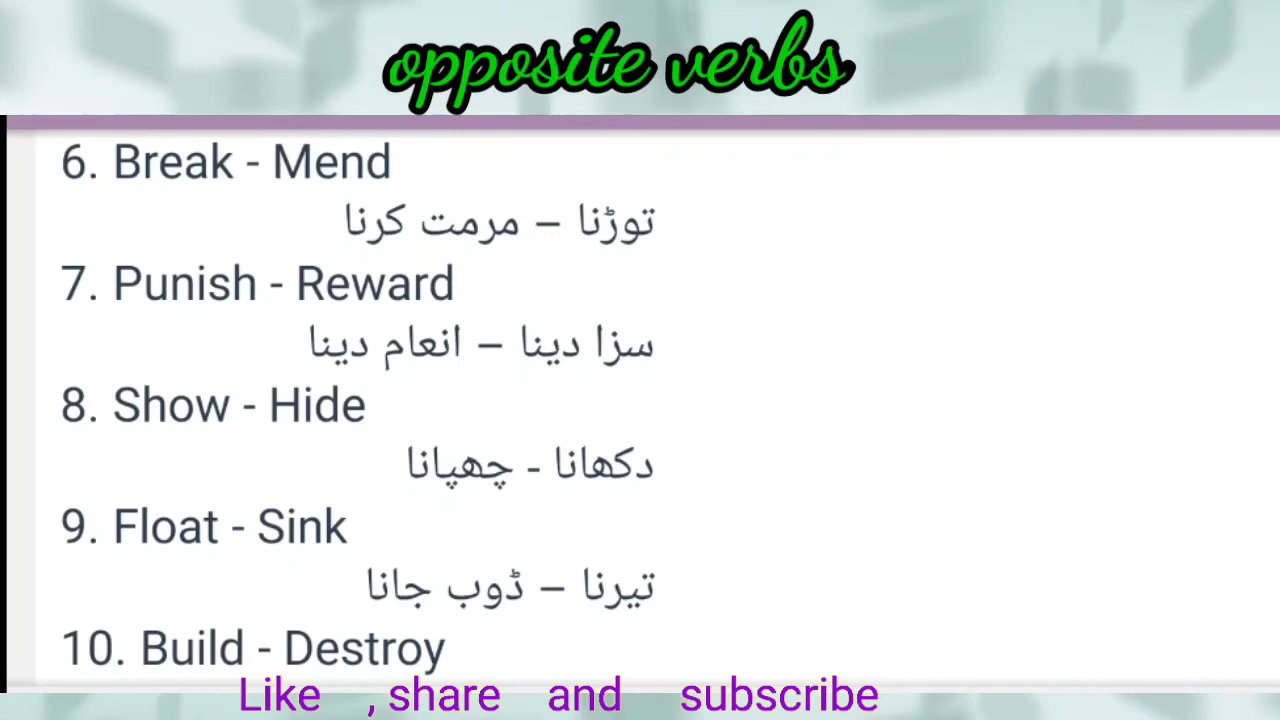 opposite verbs
6. Break - Mend
توڑنا – مرمت کرنا
7. Punish - Reward
سزا دینا – انعام دینا
8. Show - Hide
دکھانا - چھپانا
9. Float - Sink
تیرنا – ڈوب جانا
10. Build - Destroy
Like , share and subscribe